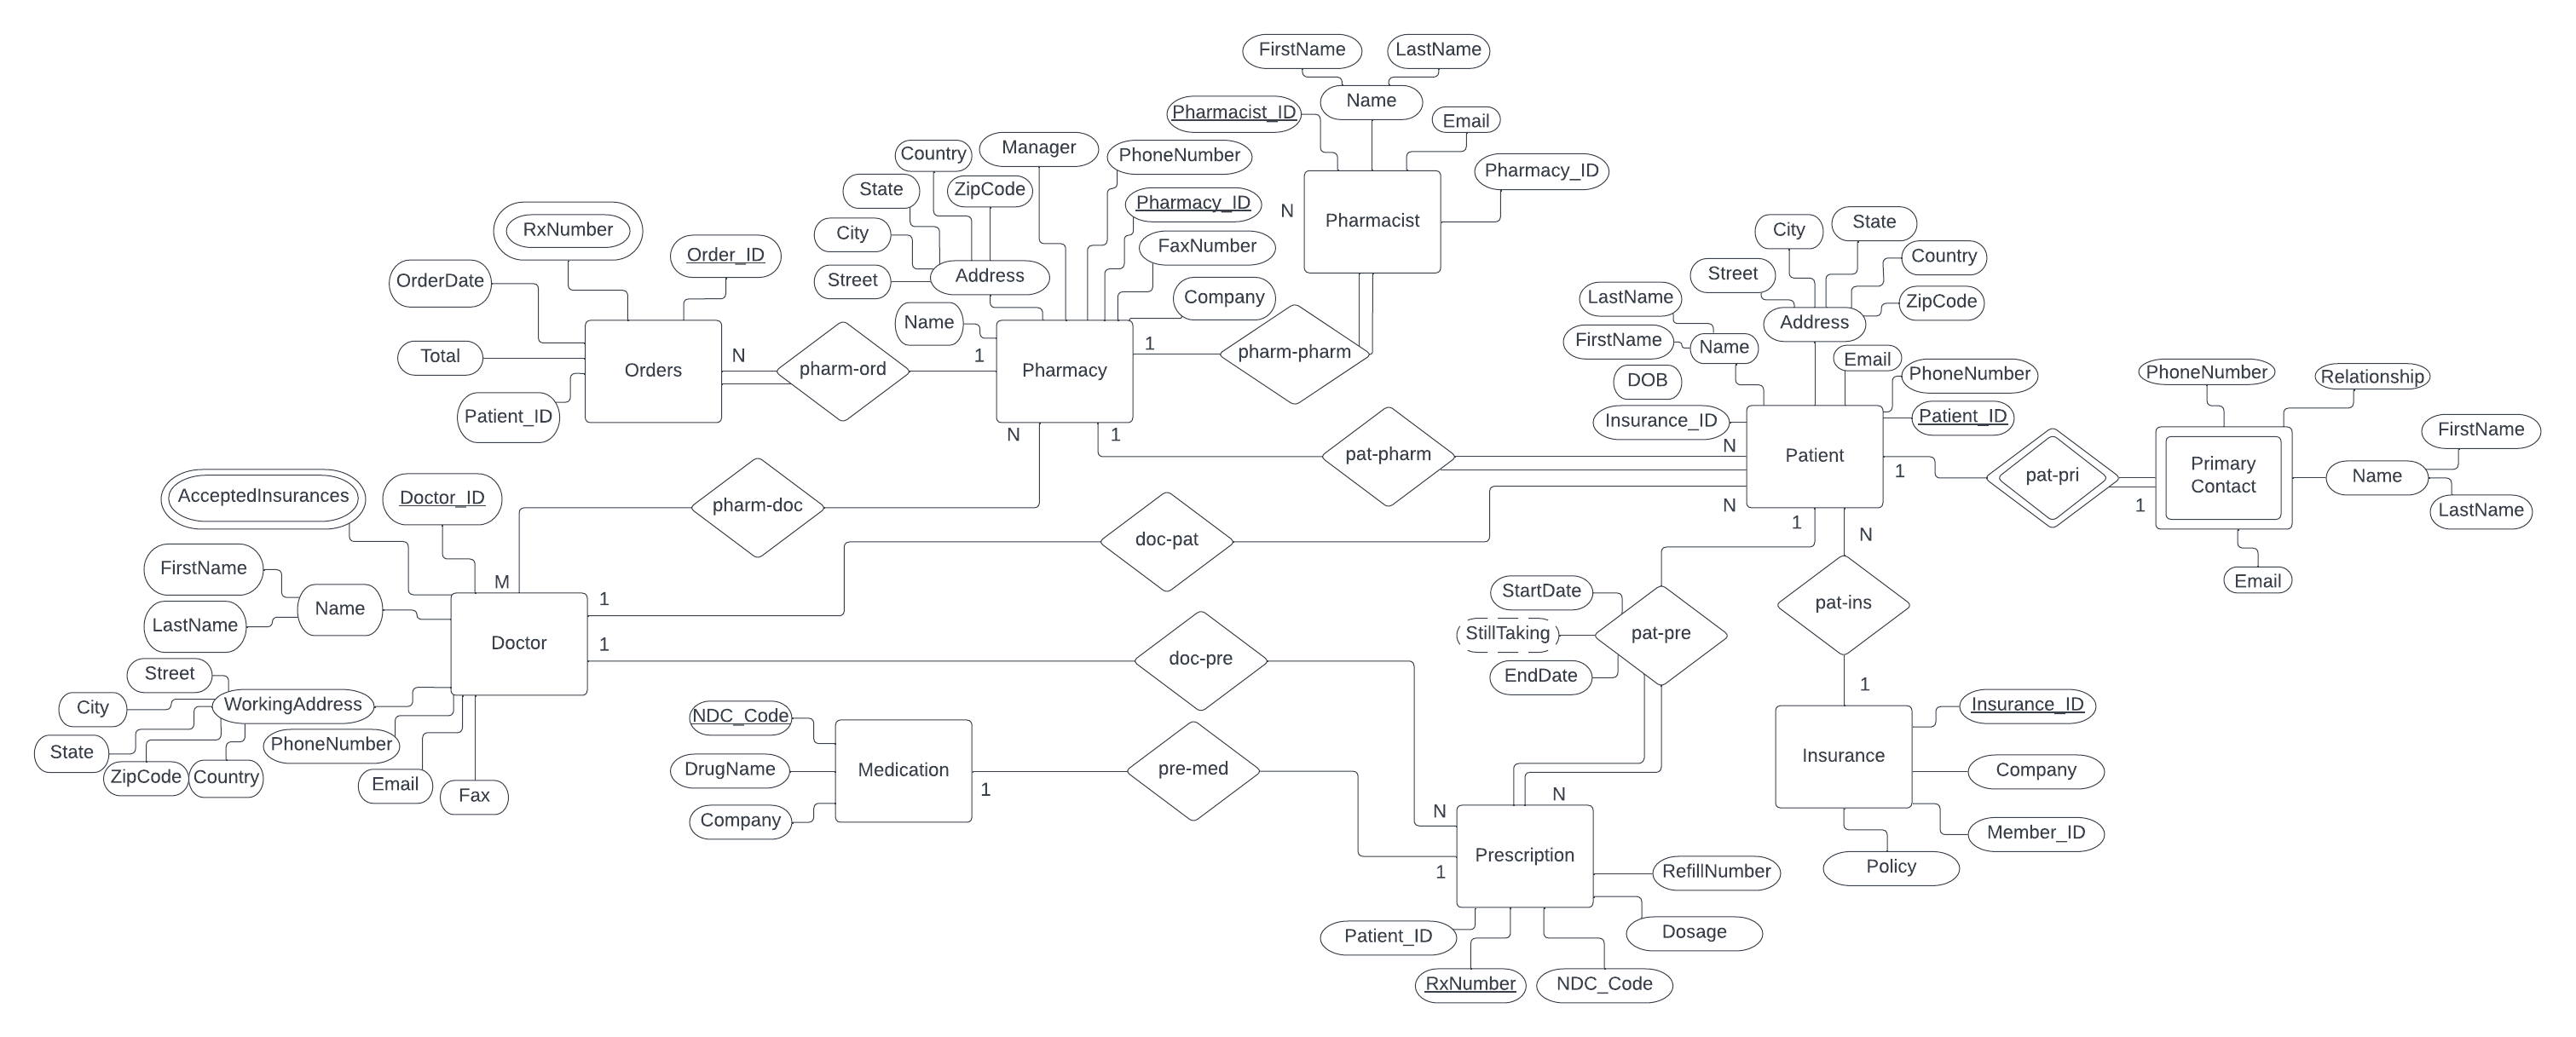 FirstName
LastName
Name
Pharmacist_ID
Email
Pharmacy_ID
Pharmacist
N
Country
Manager
PhoneNumber
State
ZipCode
Pharmacy_ID
City
FaxNumber
Street
Address
Company
Name
Pharmacy
1
1
N
1
pharm-pharm
RxNumber
Order_ID
OrderDate
Total
Patient_ID
Orders
N
pharm-ord
City
State
Street
Country
LastName
ZipCode
Address
FirstName
Name
Email
DOB
PhoneNumber
Insurance_ID
Patient_ID
Patient
N
N
1
1
N
pat-pharm
pat-pri
PhoneNumber
Relationship
FirstName
Primary
Contact
Name
LastName
1
Email
AcceptedInsurances
Doctor_ID
pharm-doc
doc-pat
FirstName
M
Name
LastName
Doctor
1
1
Street
City
WorkingAddress
State
PhoneNumber
ZipCode
Country
Email
Fax
doc-pre
StartDate
StillTaking
EndDate
pat-pre
pat-ins
1
NDC_Code
DrugName
Company
Medication
1
pre-med
Insurance_ID
Insurance
Company
Member_ID
Policy
N
N
1
Prescription
RefillNumber
Dosage
Patient_ID
RxNumber
NDC_Code